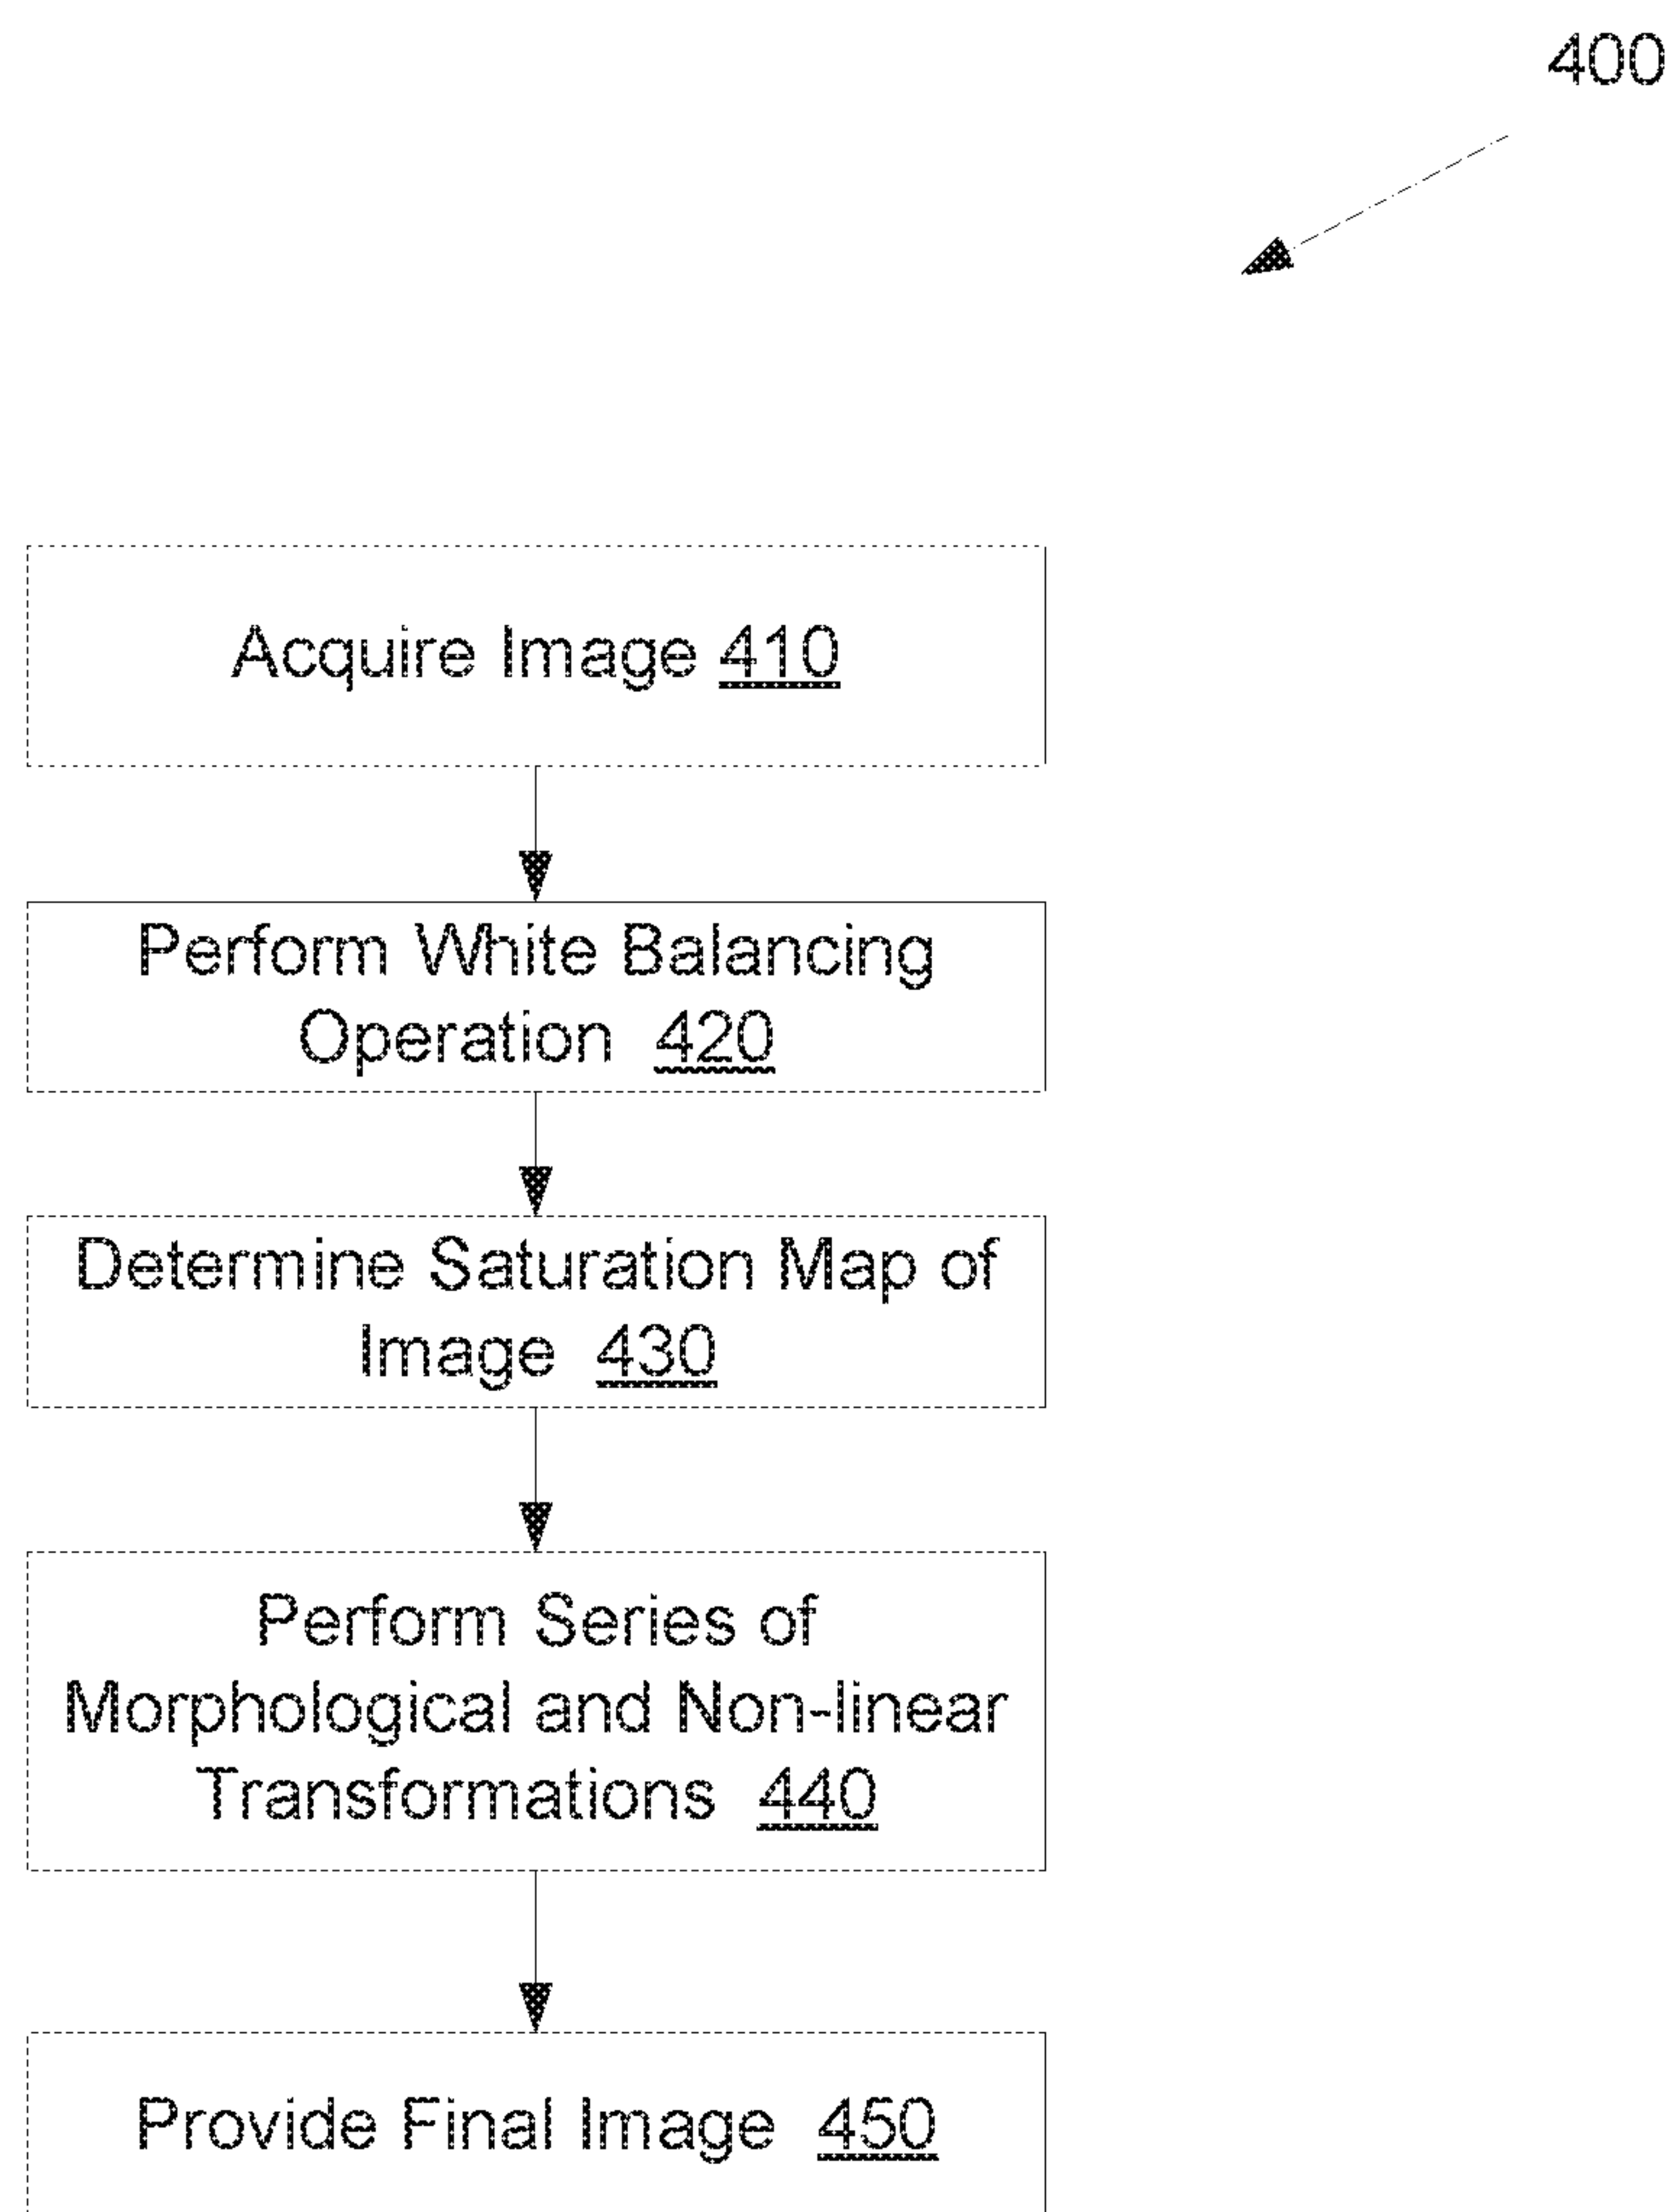 400
Acquire Image 410
Perform White Balancing
Operation 420
Determine Saturation Map of
Image 430
Perform Series of
Morphological and Non-linear
Transformations 440
Provide Final Image 450